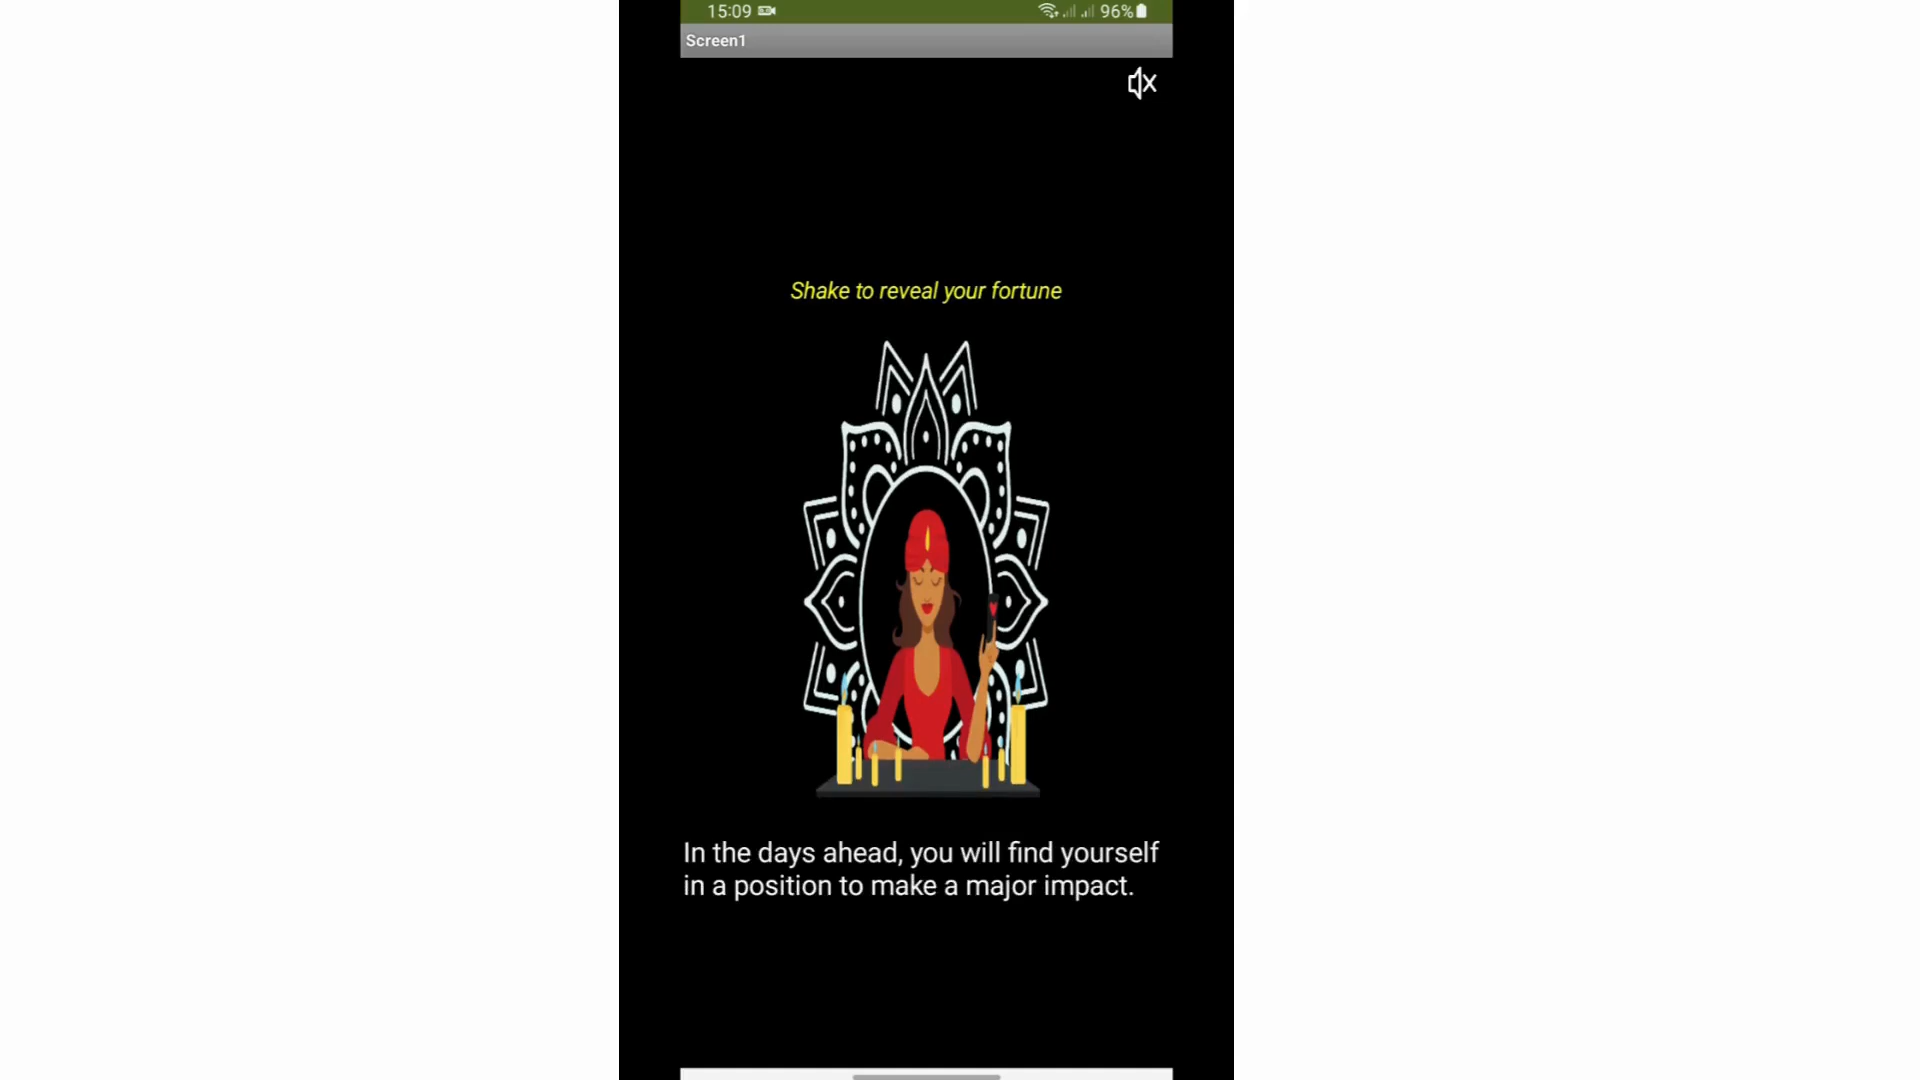 15:09
96%
Screen1
Shake to reveal your fortune
In the days ahead, you will find yourself
in a position to make a major impact.